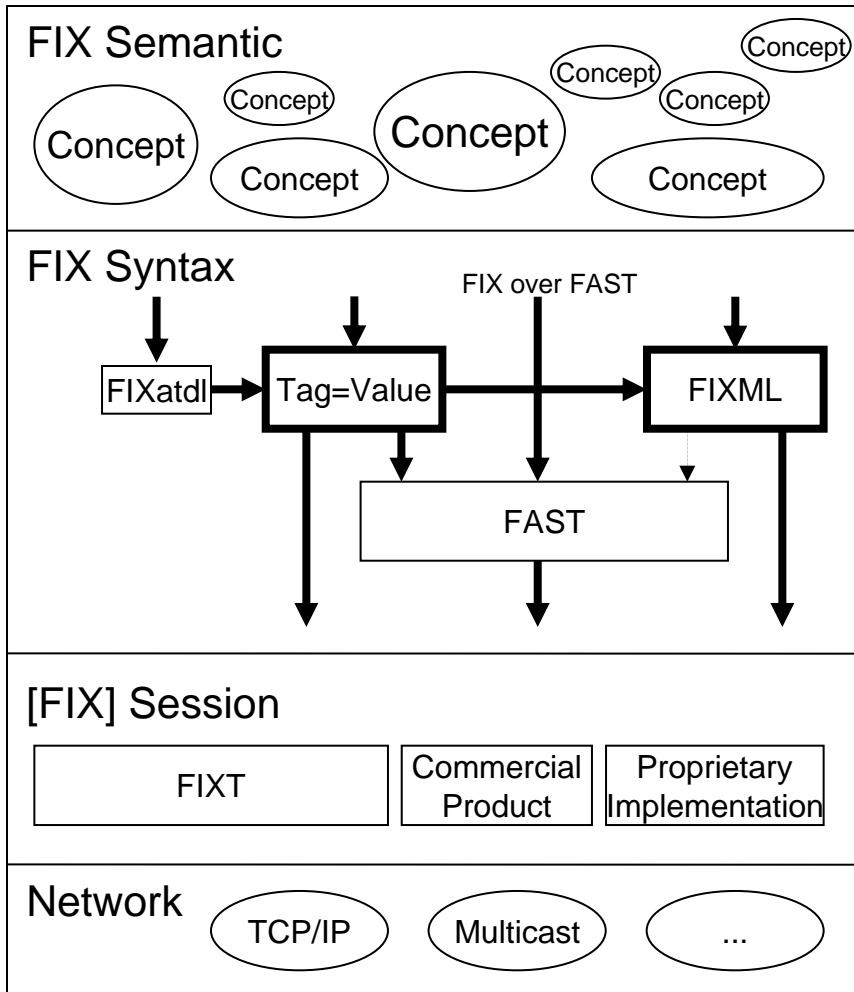 FIX Semantic
Concept
Concept
Concept
Concept
Concept
Concept
Concept
Concept
FIX Syntax
FIX over FAST
FIXatdl
Tag=Value
FIXML
FAST
[FIX] Session
FIXT
Commercial
Product
Proprietary
Implementation
Network
TCP/IP
Multicast
...